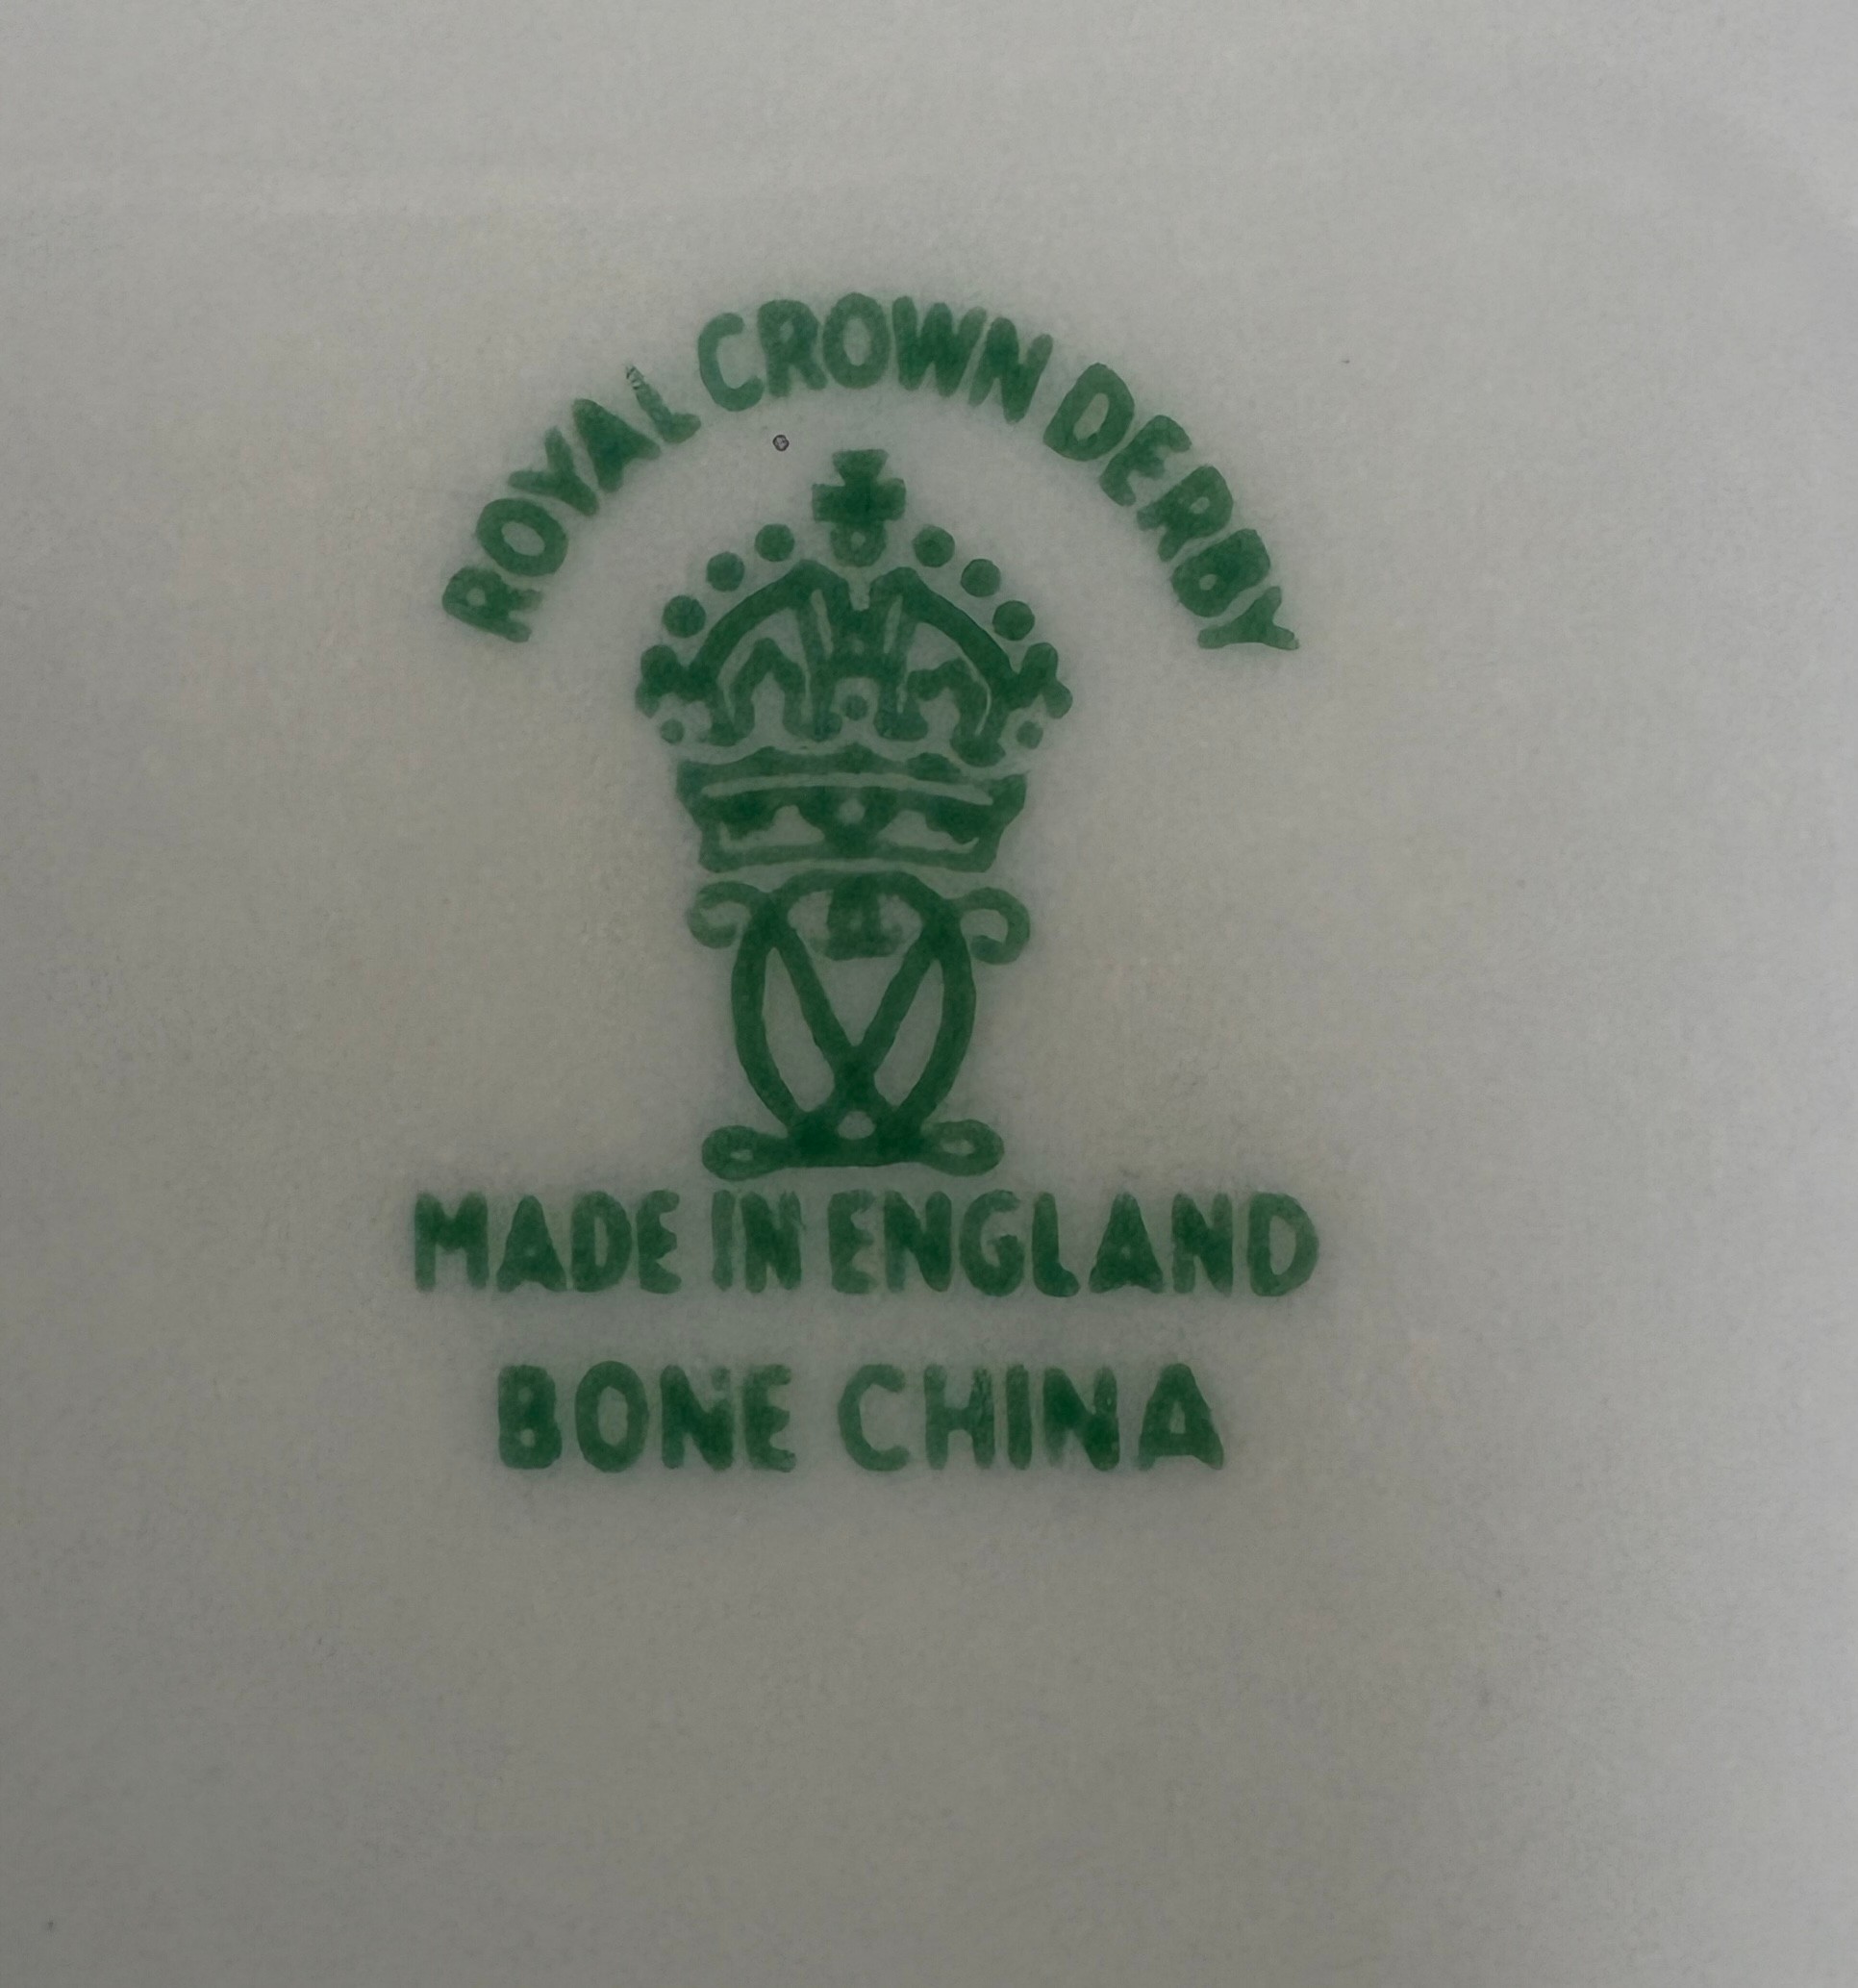 ROYAL CROWN DERBY
MADE IN ENGLAND
BONE CHINA